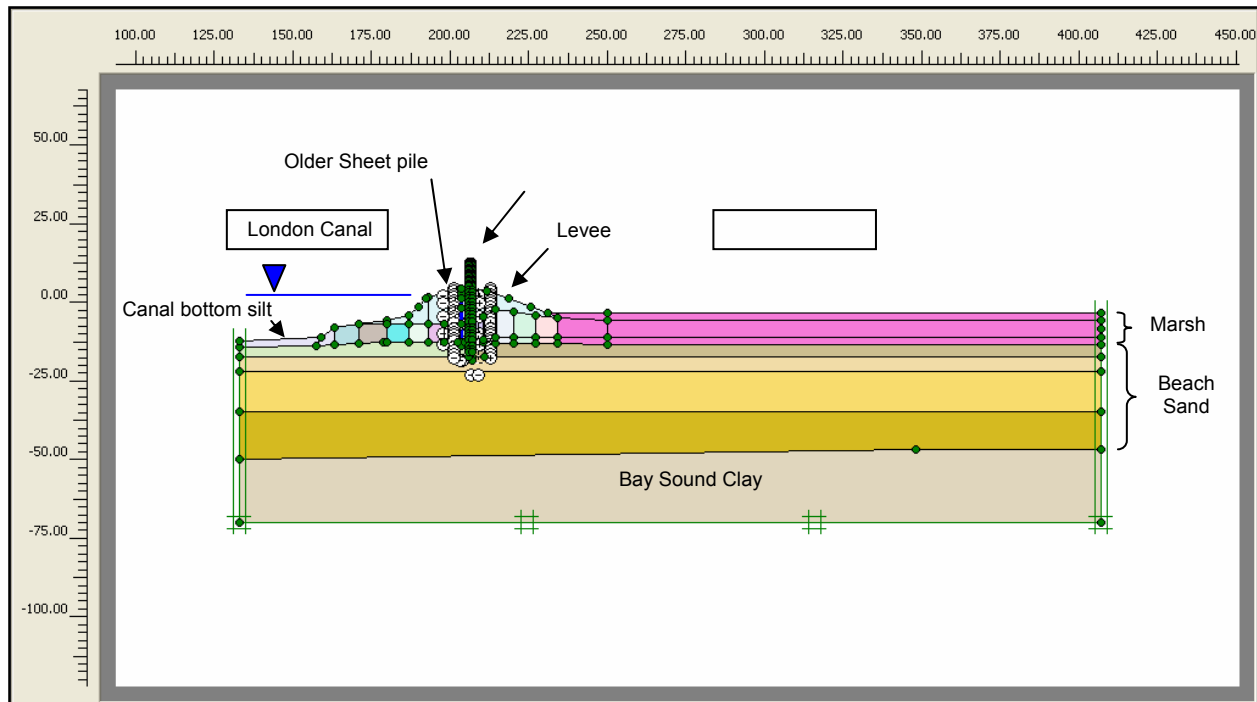 100.00 125.00 150.00 175.00 200.00 225.00 250.00 275.00 300.00 325.00 350.00 375.00 400.00 425.00 450.00
50.00
25.00
0.00
-25.00
-50.00
-75.00
-100.00
Older Sheet pile
London Canal
Levee
Canal bottom silt
Marsh
Beach
Sand
Bay Sound Clay